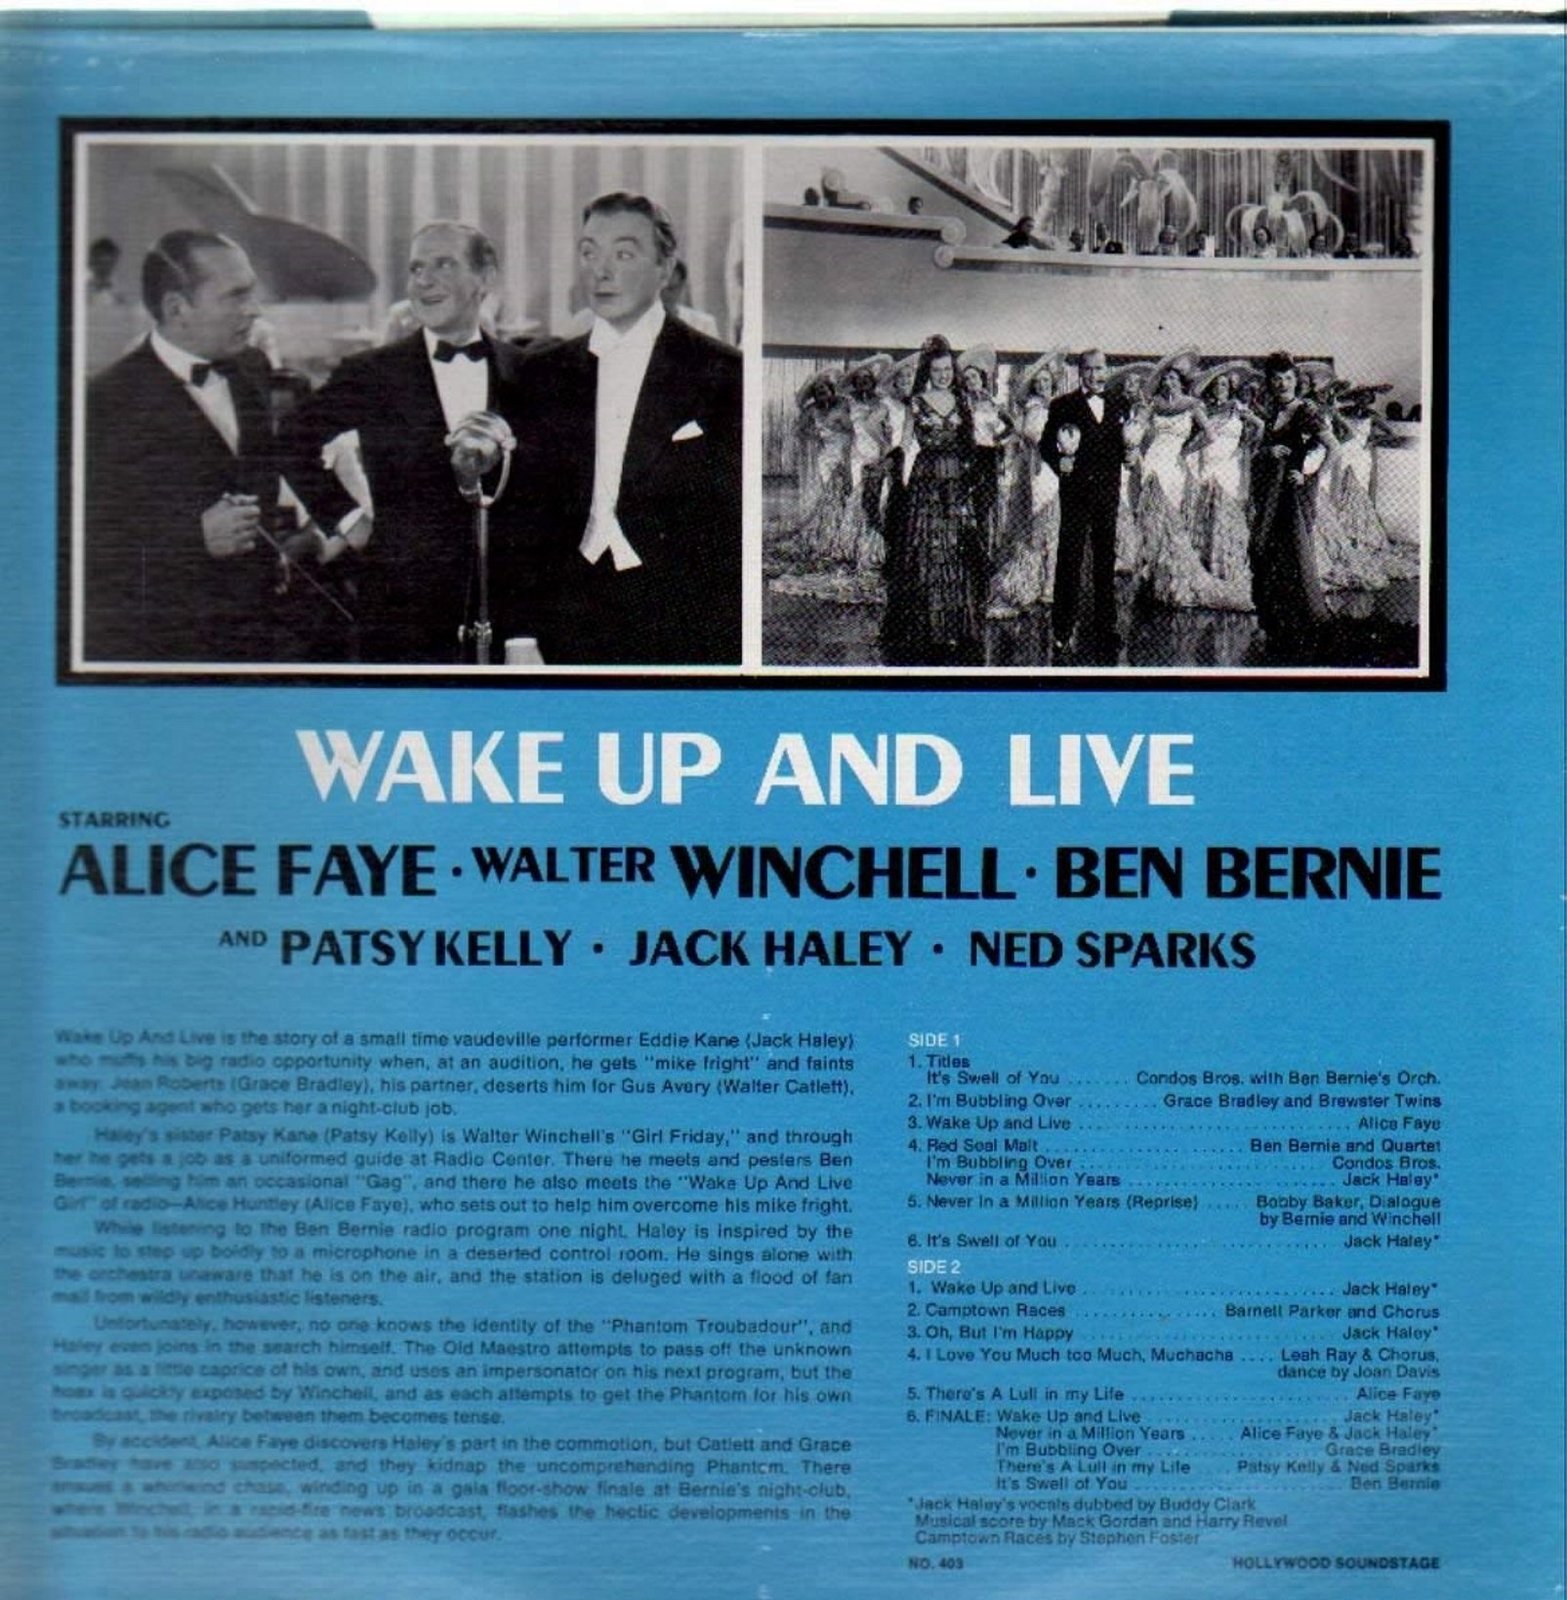 WAKE UP AND LIVE
STARRING
ALICE FAYE · WALTER WINCHELL · BEN BERNIE
AND PATSY KELLY · JACK HALEY · NED SPARKS
Wake Up And Live is the story of a small time vaudeville performer Eddie Kane (Jack Haley)
who muffs his big radio opportunity when, at an audition, he gets "mike fright" and faints
away. Jean Roberts (Grace Bradley), his partner, deserts him for Gus Avery (Walter Catlett),
a booking agent who gets her a night-club job.
Haley's sister Patsy Kane (Patsy Kelly) is Walter Winchell's "Girl Friday," and through
her he gets a job as a uniformed guide at Radio Center. There he meets and pesters Ben
Bernie, selling him an occasional "Gag", and there he also meets the "Wake Up And Live
Girl" of radio—Alice Huntley (Alice Faye), who sets out to help him overcome his mike fright.
While listening to the Ben Bernie radio program one night, Haley is inspired by the
music to step up boldly to a microphone in a deserted control room. He sings alone with
the orchestra unaware that he is on the air, and the station is deluged with a flood of fan
mail from wildly enthusiastic listeners.
Unfortunately, however, no one knows the identity of the "Phantom Troubadour", and
Haley even joins in the search himself. The Old Maestro attempts to pass off the unknown
singer as a little caprice of his own, and uses an impersonator on his next program, but the
hoax is quickly exposed by Winchell, and as each attempts to get the Phantom for his own
broadcast, the rivalry between them becomes tense.
By accident, Alice Faye discovers Haley's part in the commotion, but Catlett and Grace
Bradley have also suspected, and they kidnap the uncomprehending Phantom. There
ensues a whirlwind chase, winding up in a gala floor-show finale at Bernie's night-club,
where Winchell, in a rapid-fire news broadcast, flashes the hectic developments in the
situation to his radio audience as fast as they occur.
SIDE 1
1. Titles
It's Swell of You ....... Condos Bros. with Ben Bernie's Orch.
2. I'm Bubbling Over ......... Grace Bradley and Brewster Twins
3. Wake Up and Live ............................... Alice Faye
4. Red Seal Malt ..................... Ben Bernie and Quartet
I'm Bubbling Over ............................ Condos Bros.
Never in a Million Years ........................ Jack Haley*
5. Never In a Million Years (Reprise) ..... Bobby Baker, Dialogue
by Bernie and Winchell
6. It's Swell of You ................................ Jack Haley*
SIDE 2
1. Wake Up and Live .............................. Jack Haley*
2. Camptown Races ................ Barnett Parker and Chorus
3. Oh, But I'm Happy .............................. Jack Haley*
4. I Love You Much too Much, Muchacha .... Leah Ray & Chorus,
dance by Joan Davis
5. There's A Lull in my Life .......................... Alice Faye
6. FINALE: Wake Up and Live ....................... Jack Haley*
Never in a Million Years ..... Alice Faye & Jack Haley*
I'm Bubbling Over .................... Grace Bradley
There's A Lull in my Life .... Patsy Kelly & Ned Sparks
It's Swell of You ........................ Ben Bernie
*Jack Haley's vocals dubbed by Buddy Clark
Musical score by Mack Gordan and Harry Revel
Camptown Races by Stephen Foster
NO. 403 HOLLYWOOD SOUNDSTAGE